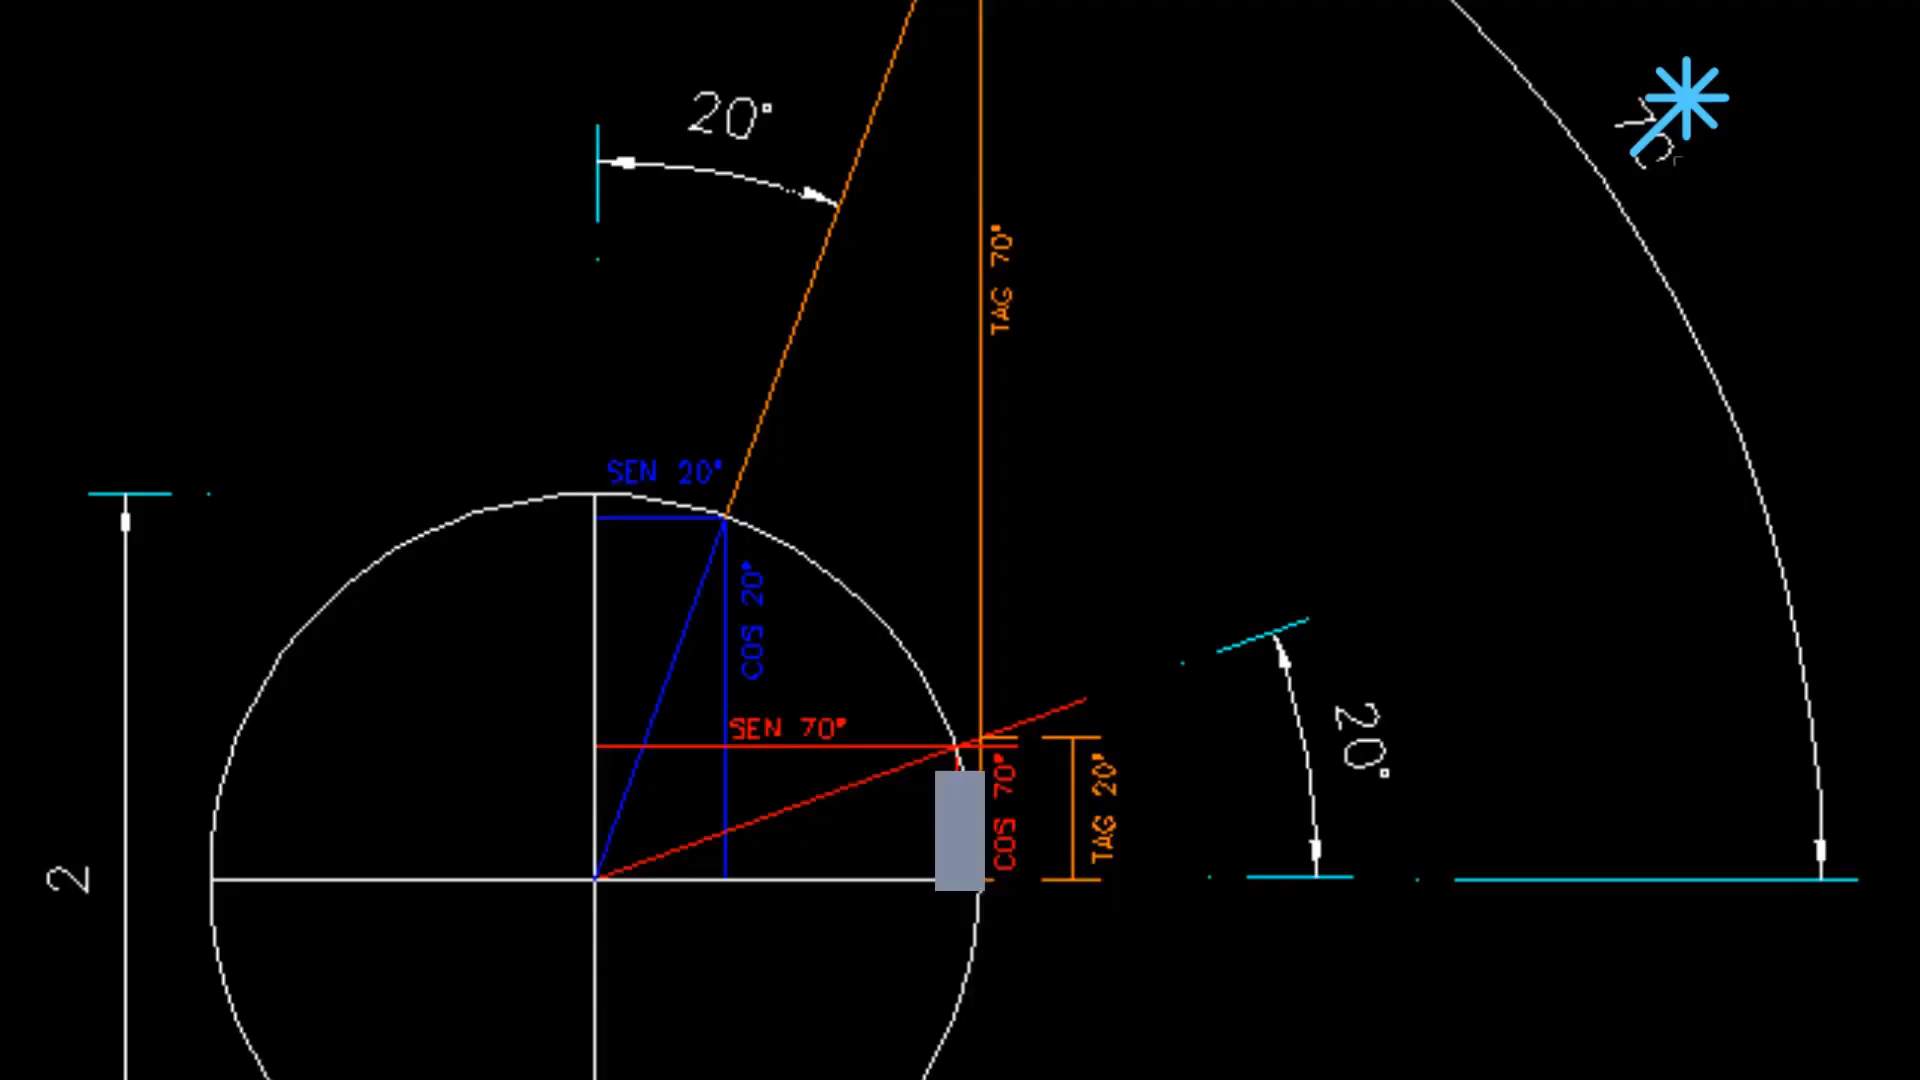 20°
TAG 70°
SEN 20°
COS 20°
SEN 70°
COS 70°
TAG 20°
20°
2